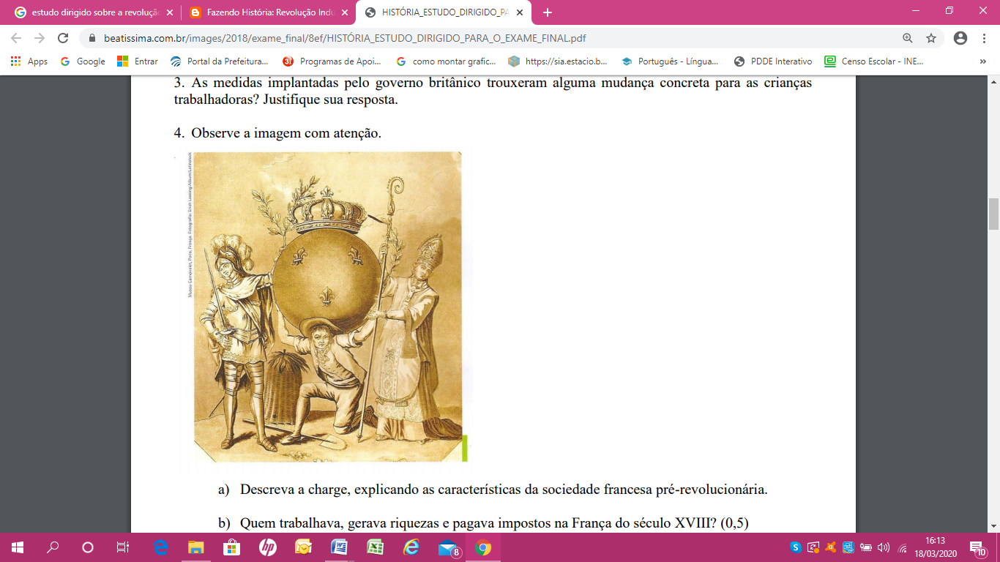 estudo dirigido sobre a revoluçã
Fazendo História: Revolução Indu
HISTÓRIA_ESTUDO_DIRIGIDO_PA
beatissima.com.br/images/2018/exame_final/8ef/HISTÓRIA_ESTUDO_DIRIGIDO_PARA_O_EXAME_FINAL.pdf
Apps Google Entrar Portal da Prefeitura... Programas de Apoi... como montar grafic... https://sia.estacio.b... Português – Língua... PDDE Interativo Censo Escolar - INE... »
3. As medidas implantadas pelo governo britânico trouxeram alguma mudança concreta para as crianças
trabalhadoras? Justifique sua resposta.
4. Observe a imagem com atenção.
Museu Carnavalet, Paris, França. Fotografia: Erich Lessing/Album/Latinstock
a) Descreva a charge, explicando as características da sociedade francesa pré-revolucionária.
b) Quem trabalhava, gerava riquezas e pagava impostos na França do século XVIII? (0,5)
8
16:13
18/03/2020
10